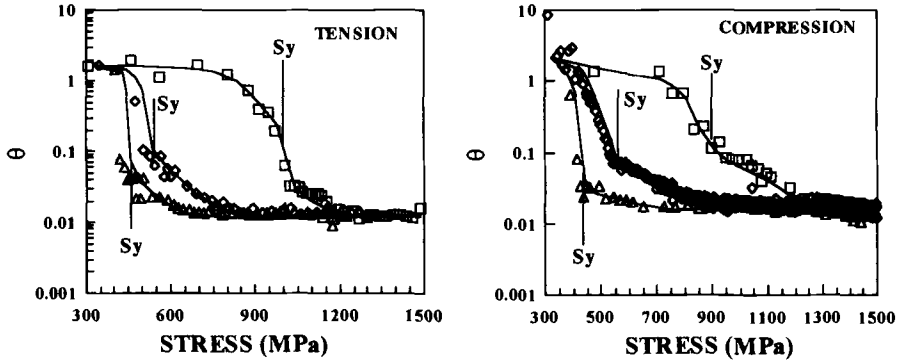 10
TENSION
Sy
1
Sy
θ
0.1
0.01
Sy
0.001
300 600 900 1200 1500
STRESS (MPa)
10
COMPRESSION
Sy
1
Sy
θ
0.1
0.01
Sy
0.001
300 500 700 900 1100 1300 1500
STRESS (MPa)